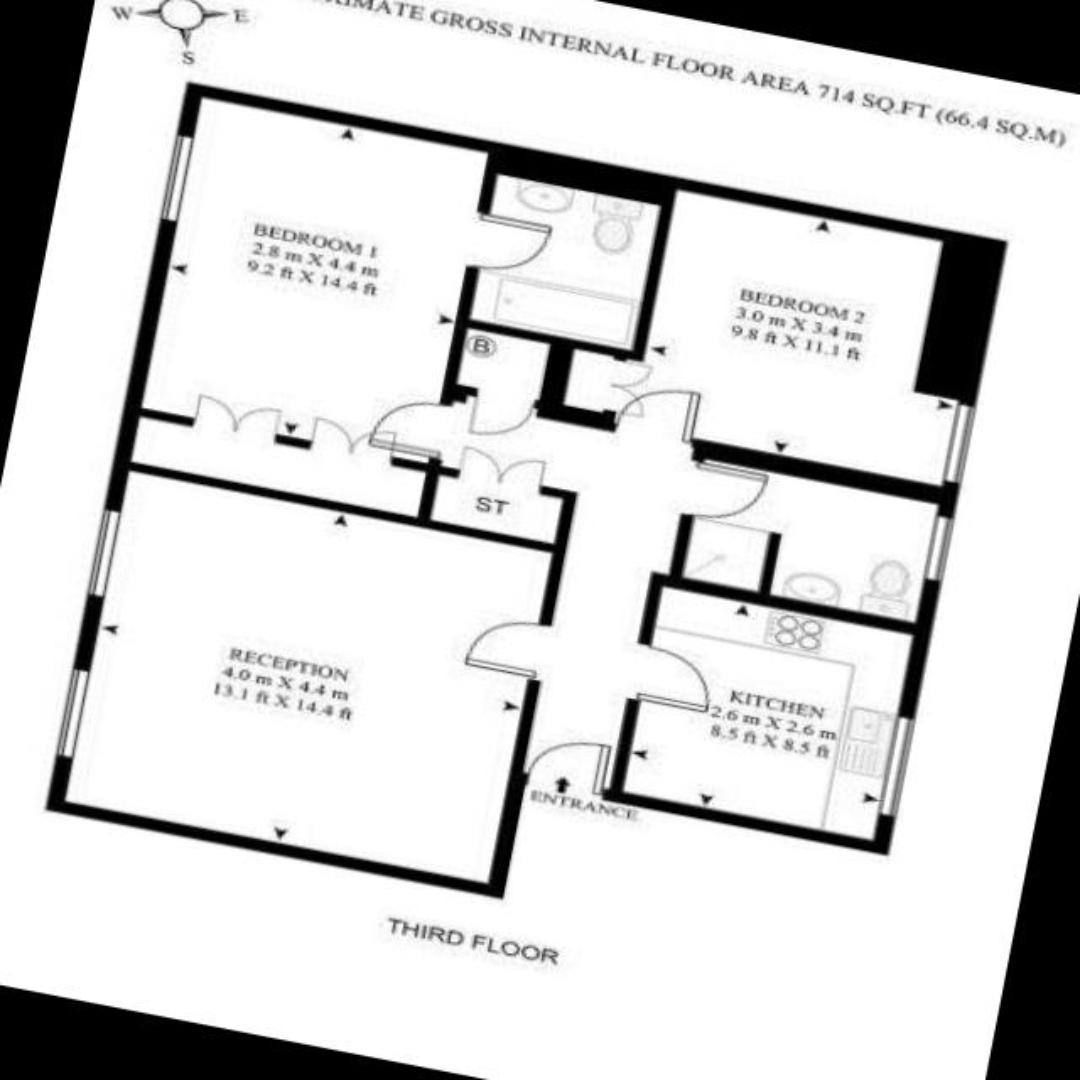 W E
S
GROSS INTERNAL FLOOR AREA 714 SQ.FT (66.4 SQ.M)
BEDROOM 1
2.8 m X 4.4 m
9.2 ft X 14.4 ft
B
BEDROOM 2
3.0 m X 3.4 m
9.8 ft X 11.1 ft
ST
RECEPTION
4.0 m X 4.4 m
13.1 ft X 14.4 ft
KITCHEN
2.6 m X 2.6 m
8.5 ft X 8.5 ft
ENTRANCE
THIRD FLOOR